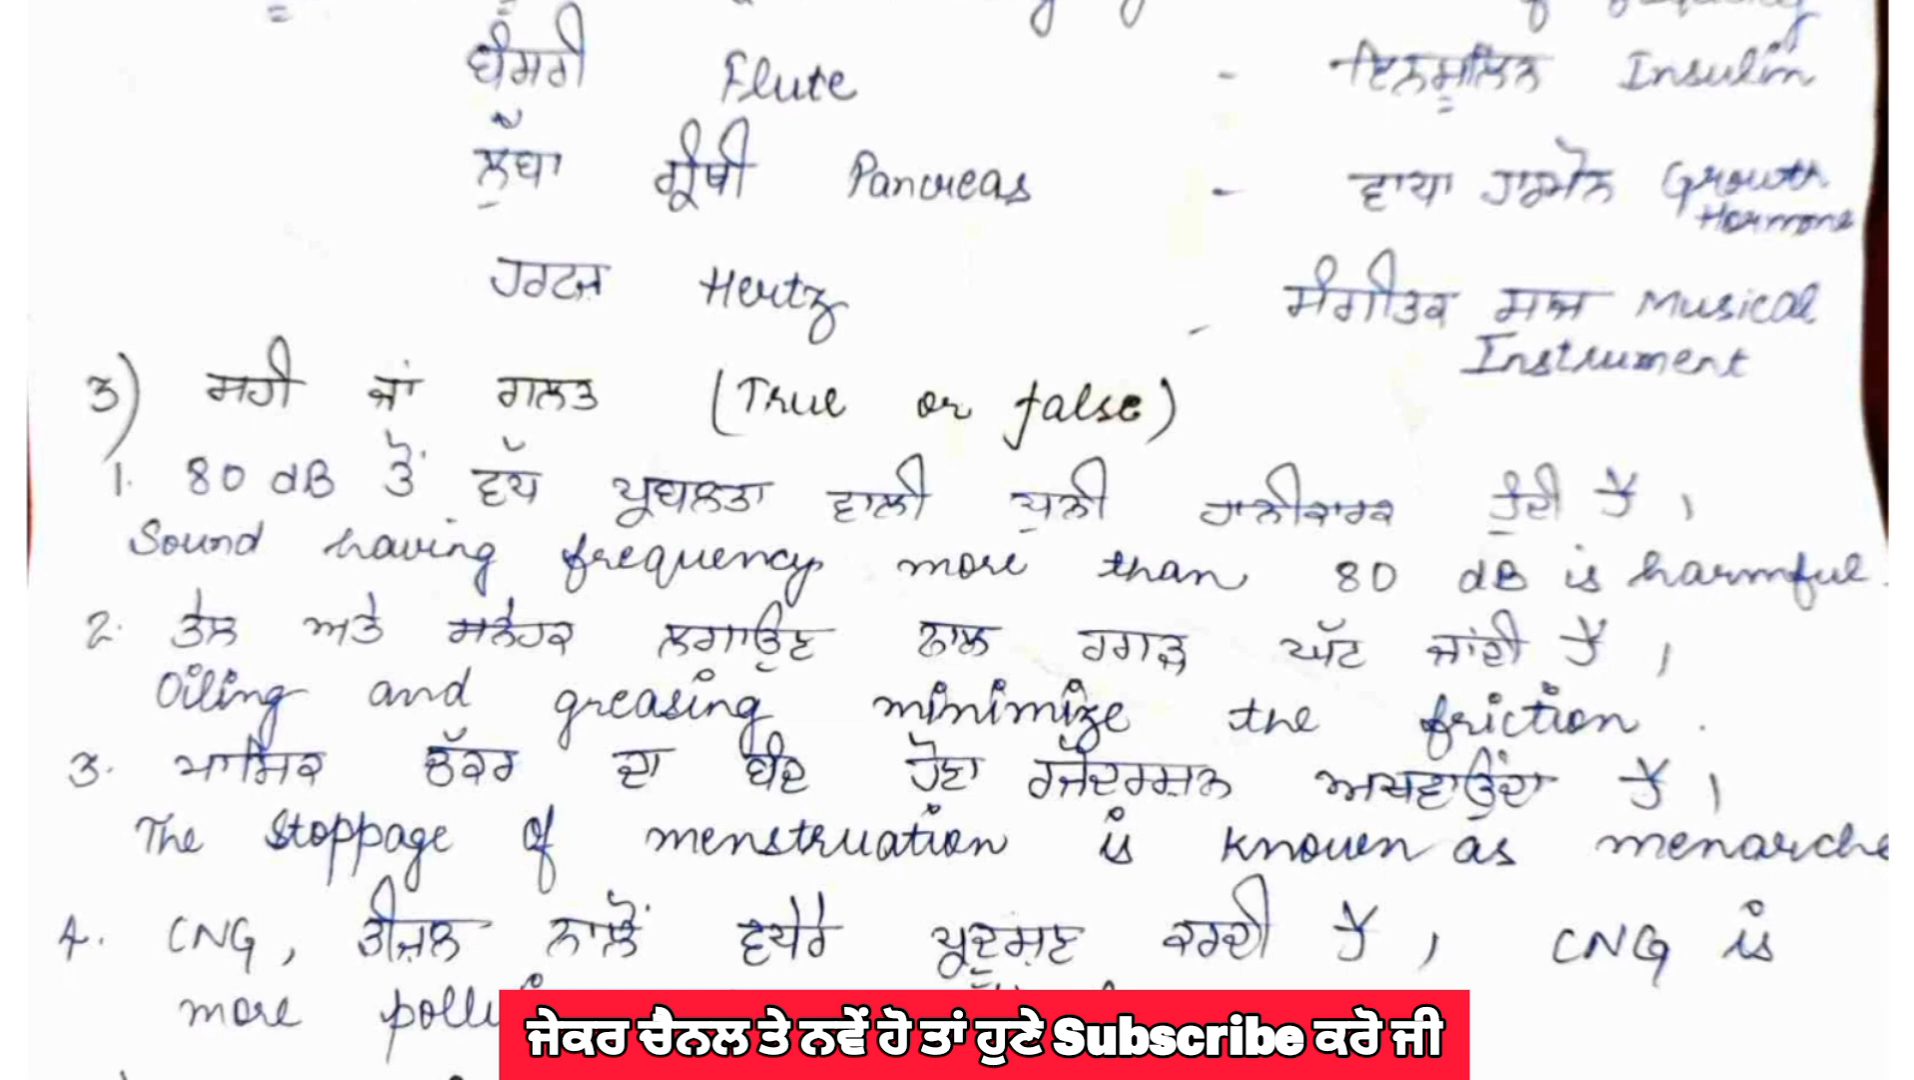 ਬੰਸਰੀ Flute - ਇਨਸੂਲਿਨ Insulin
ਲੁੱਬਾ ਗ੍ਰੰਥੀ Pancreas - ਵਾਧਾ ਹਾਰਮੋਨ Growth Hormone
ਹਰਟਜ਼ Hertz - ਸੰਗੀਤਕ ਸਾਜ Musical Instrument
3) ਸਹੀ ਜਾਂ ਗਲਤ (True or false)
1. 80 dB ਤੋਂ ਵੱਧ ਪ੍ਰਬਲਤਾ ਵਾਲੀ ਧੁਨੀ ਹਾਨੀਕਾਰਕ ਹੁੰਦੀ ਹੈ ।
Sound having frequency more than 80 dB is harmful.
2. ਤੇਲ ਅਤੇ ਲਗਾਉਣ ਨਾਲ ਰਗੜ ਘੱਟ ਜਾਂਦੀ ਹੈ ।
Oiling and greasing minimize the friction.
3. ਮਾਸਿਕ ਚੱਕਰ ਦਾ ਬੰਦ ਹੋਣਾ ਰਜੋਦਰਸ਼ਨ ਅਖਵਾਉਂਦਾ ਹੈ ।
The stoppage of menstruation is known as menarche
4. CNG, ਡੀਜ਼ਲ ਨਾਲੋਂ ਵਧੇਰੇ ਪ੍ਰਦੂਸ਼ਣ ਕਰਦੀ ਹੈ । CNG is
more
ਜੇਕਰ ਚੈਨਲ ਤੇ ਨਵੇਂ ਹੋ ਤਾਂ ਹੁਣੇ Subscribe ਕਰੋ ਜੀ